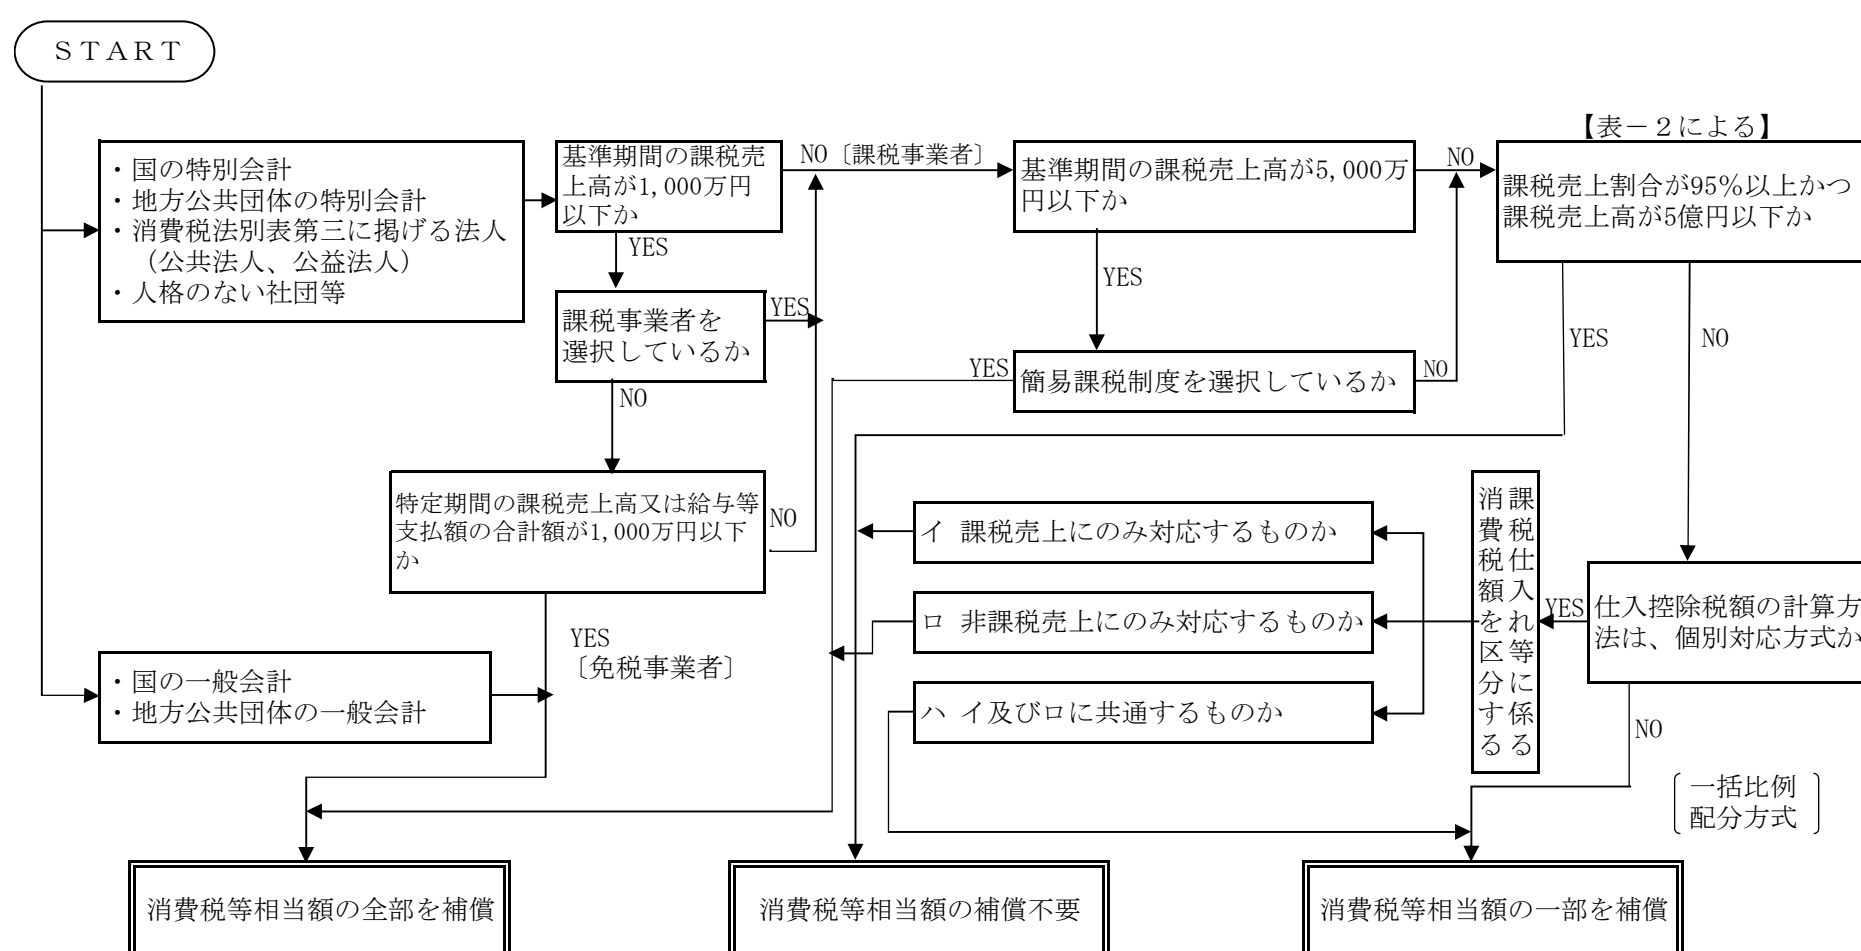 ＳＴＡＲＴ
・国の特別会計
・地方公共団体の特別会計
・消費税法別表第三に掲げる法人
（公共法人、公益法人）
・人格のない社団等
基準期間の課税売
上高が1,000万円
以下か
YES
NO〔課税事業者〕
課税事業者を
選択しているか
YES
NO
特定期間の課税売上高又は給与等
支払額の合計額が1,000万円以下
か
NO
YES
〔免税事業者〕
・国の一般会計
・地方公共団体の一般会計
基準期間の課税売上高が5,000万
円以下か
NO
YES
簡易課税制度を選択しているか
YES
NO
【表－２による】
課税売上割合が95％以上かつ
課税売上高が5億円以下か
YES
NO
仕入控除税額の計算方
法は、個別対応方式か
YES
NO
一括比例
配分方式
課税仕入れ等に係る
消費税額を区分する
イ 課税売上にのみ対応するものか
ロ 非課税売上にのみ対応するものか
ハ イ及びロに共通するものか
消費税等相当額の全部を補償
消費税等相当額の補償不要
消費税等相当額の一部を補償